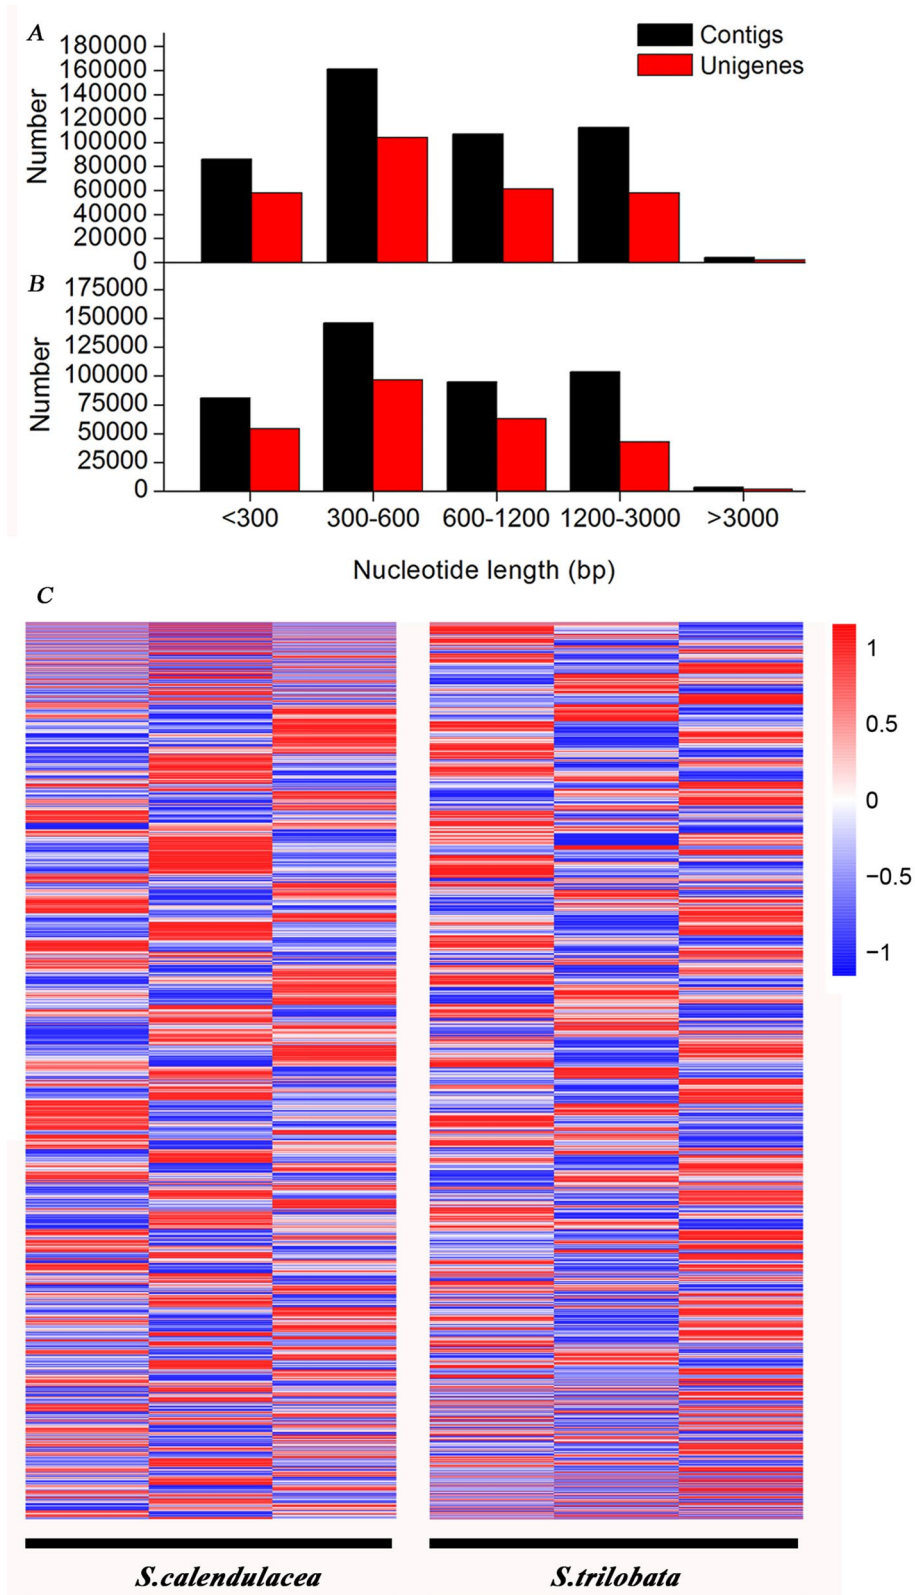 A
Contigs
Unigenes
Number
180000
160000
140000
120000
100000
80000
60000
40000
20000
0
B
Number
175000
150000
125000
100000
75000
50000
25000
0
<300 300-600 600-1200 1200-3000 >3000
Nucleotide length (bp)
C
1
0.5
0
−0.5
−1
S.calendulacea S.trilobata